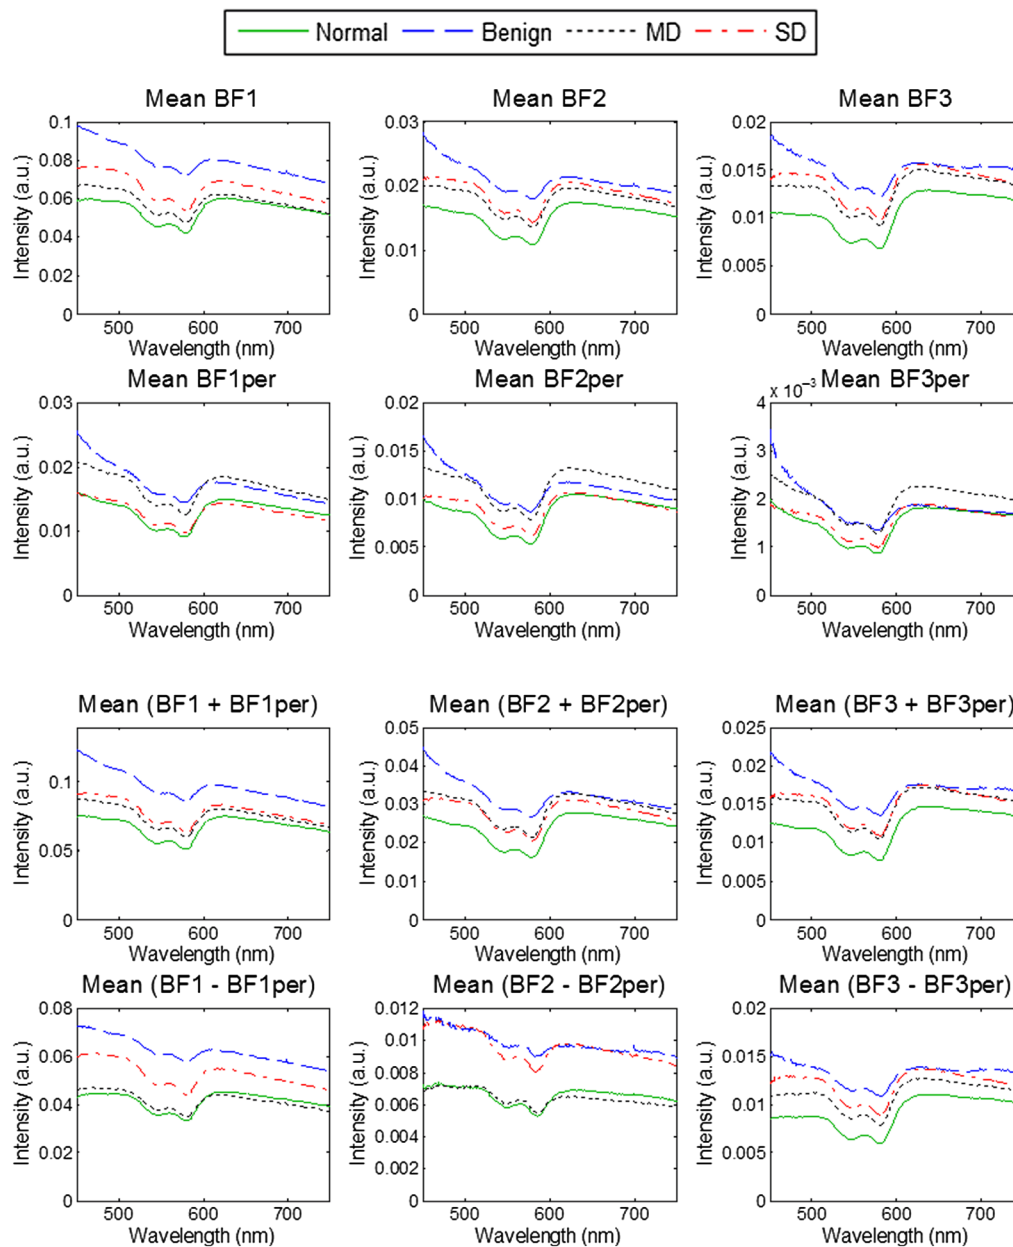 Normal Benign MD SD
Mean BF1 Mean BF2 Mean BF3
0.1 0.08 0.06 0.04 0.02 0
Intensity (a.u.)
500 600 700
Wavelength (nm)
0.03 0.02 0.01 0
Intensity (a.u.)
500 600 700
Wavelength (nm)
0.02 0.015 0.01 0.005 0
Intensity (a.u.)
500 600 700
Wavelength (nm)
Mean BF1per Mean BF2per Mean BF3per
0.03 0.02 0.01 0
Intensity (a.u.)
500 600 700
Wavelength (nm)
0.02 0.015 0.01 0.005 0
Intensity (a.u.)
500 600 700
Wavelength (nm)
x 10⁻³
4 3 2 1 0
Intensity (a.u.)
500 600 700
Wavelength (nm)
Mean (BF1 + BF1per) Mean (BF2 + BF2per) Mean (BF3 + BF3per)
0.1 0.05 0
Intensity (a.u.)
500 600 700
Wavelength (nm)
0.05 0.04 0.03 0.02 0.01 0
Intensity (a.u.)
500 600 700
Wavelength (nm)
0.025 0.02 0.015 0.01 0.005 0
Intensity (a.u.)
500 600 700
Wavelength (nm)
Mean (BF1 - BF1per) Mean (BF2 - BF2per) Mean (BF3 - BF3per)
0.08 0.06 0.04 0.02 0
Intensity (a.u.)
500 600 700
Wavelength (nm)
0.012 0.01 0.008 0.006 0.004 0.002 0
Intensity (a.u.)
500 600 700
Wavelength (nm)
0.02 0.015 0.01 0.005 0
Intensity (a.u.)
500 600 700
Wavelength (nm)